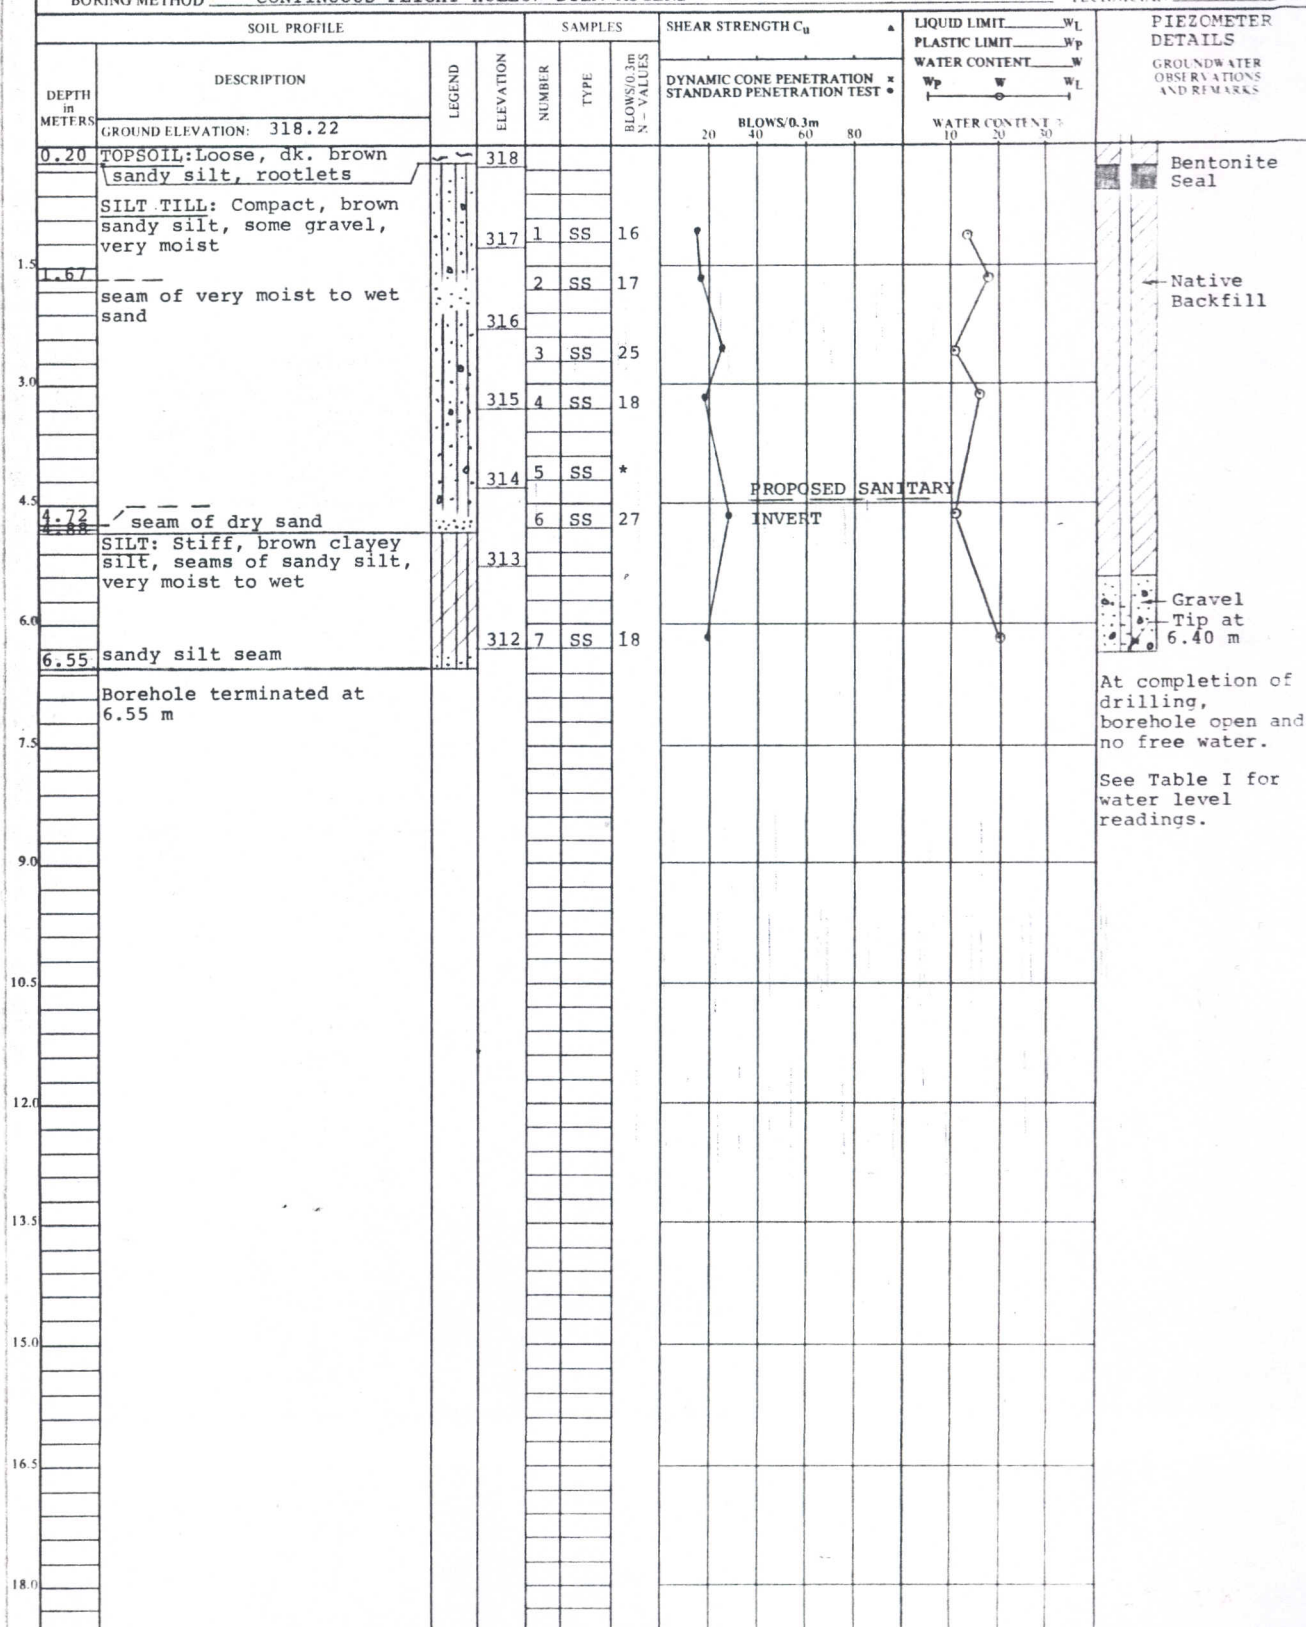 BORING METHOD CONTINUOUS FLIGHT HOLLOW
SOIL PROFILE
SAMPLES
SHEAR STRENGTH Cu ▲
LIQUID LIMIT WL
PLASTIC LIMIT WP
WATER CONTENT W
WP W WL
PIEZOMETER
DETAILS
GROUNDWATER
OBSERVATIONS
AND REMARKS
DEPTH
in
METERS
DESCRIPTION
LEGEND
ELEVATION
NUMBER
TYPE
BLOWS/0.3m
N - VALUES
DYNAMIC CONE PENETRATION x
STANDARD PENETRATION TEST •
GROUND ELEVATION: 318.22
BLOWS/0.3m
20 40 60 80
WATER CONTENT
10 20 30
0.20 TOPSOIL: Loose, dk. brown 318
sandy silt, rootlets
Bentonite
Seal
SILT TILL: Compact, brown
sandy silt, some gravel,
very moist
317 1 SS 16
1.5
1.67
2 SS 17
seam of very moist to wet
sand
Native
Backfill
316
3 SS 25
3.0
315 4 SS 18
314 5 SS *
PROPOSED SANITARY
INVERT
4.5
4.72
4.88
seam of dry sand
6 SS 27
SILT: Stiff, brown clayey
silt, seams of sandy silt,
very moist to wet
313
Gravel
Tip at
6.40 m
6.0
312 7 SS 18
6.55 sandy silt seam
Borehole terminated at
6.55 m
At completion of
drilling,
borehole open and
no free water.
See Table I for
water level
readings.
7.5
9.0
10.5
12.0
13.5
15.0
16.5
18.0